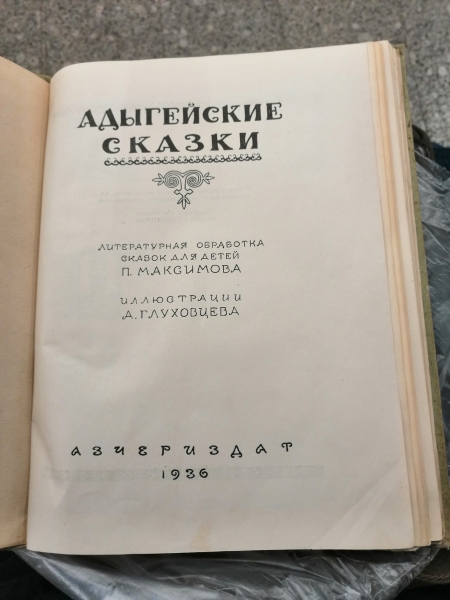 АДЫГЕЙСКИЕ
СКАЗКИ
ЛИТЕРАТУРНАЯ ОБРАБОТКА
СКАЗОК ДЛЯ ДЕТЕЙ
П. МАКСИМОВА
ИЛЛЮСТРАЦИИ
Д. ГЛУХОВЦЕВА
АЗЧЕРИЗДАТ
1936